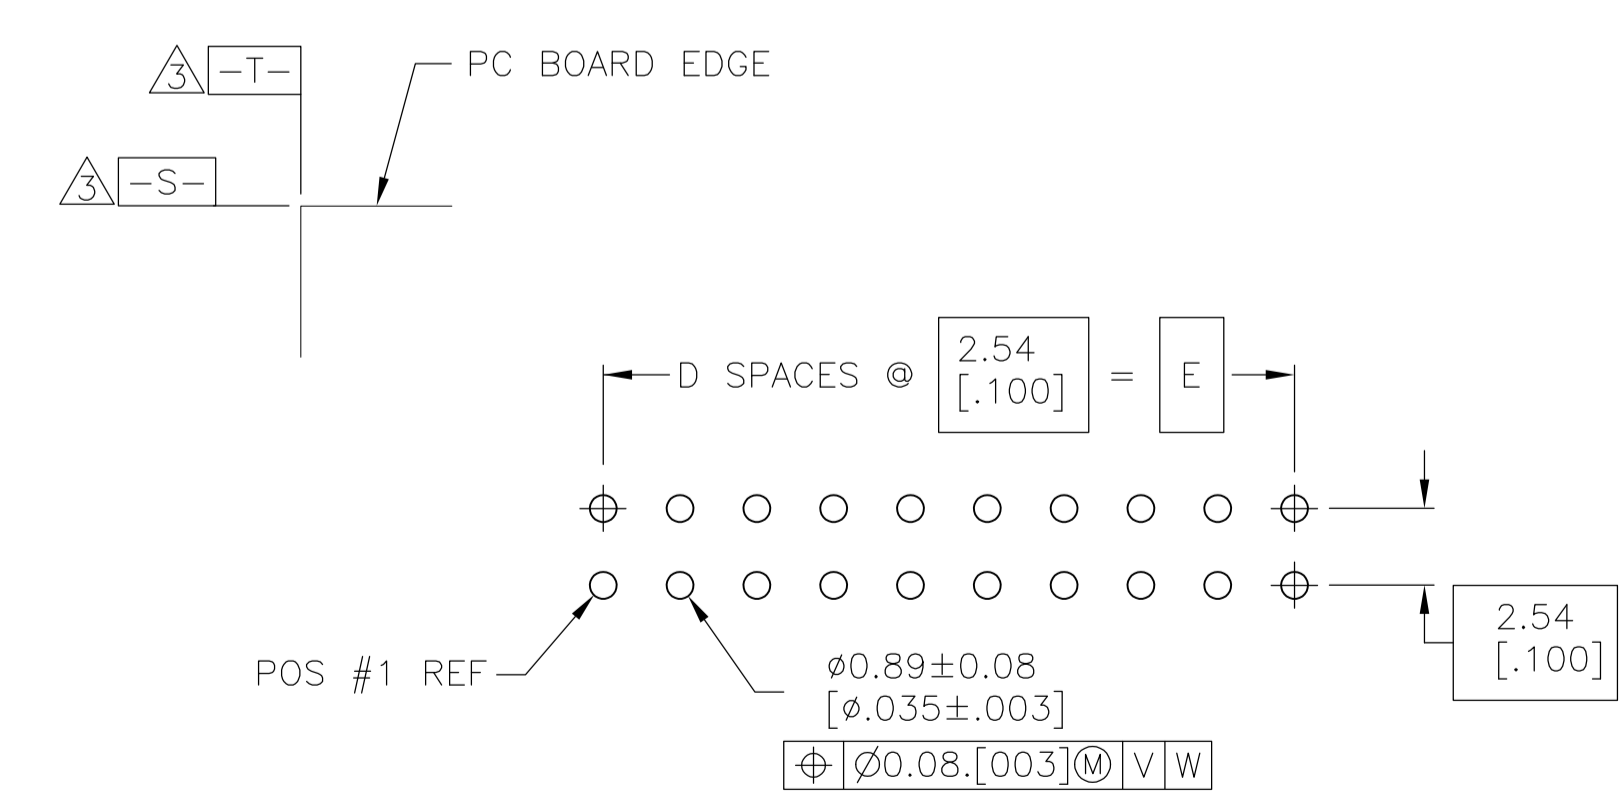 3 -T-
PC BOARD EDGE
3 -S-
D SPACES @ 2.54 [.100] = E
POS #1 REF
ø0.89±0.08
[ø.035±.003]
⌖ Ø0.08.[003]Ⓜ V W
2.54
[.100]